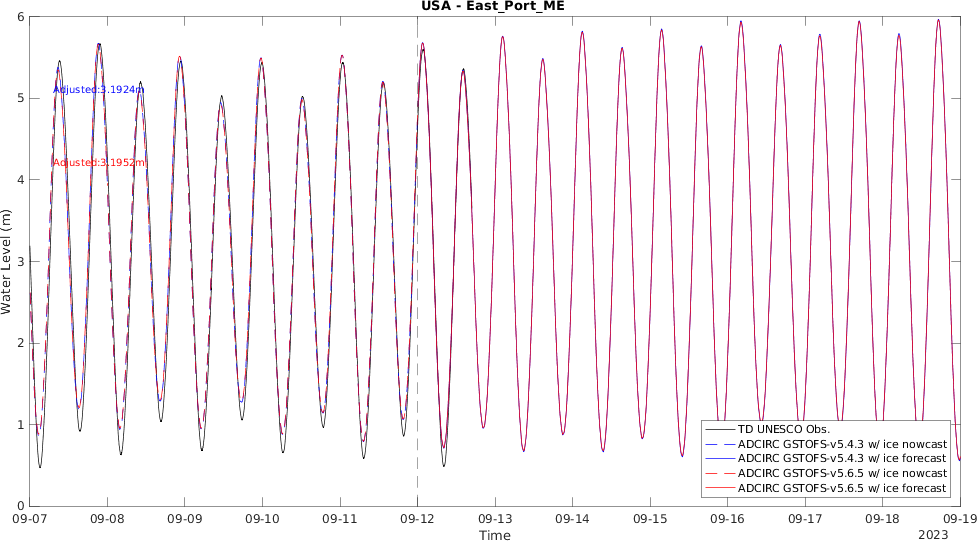 USA - East_Port_ME
6
5
4
3
2
1
0
Water Level (m)
Adjusted:3.1924m
Adjusted:3.1952m
TD UNESCO Obs.
ADCIRC GSTOFS-v5.4.3 w/ ice nowcast
ADCIRC GSTOFS-v5.4.3 w/ ice forecast
ADCIRC GSTOFS-v5.6.5 w/ ice nowcast
ADCIRC GSTOFS-v5.6.5 w/ ice forecast
09-07 09-08 09-09 09-10 09-11 09-12 09-13 09-14 09-15 09-16 09-17 09-18 09-19
Time
2023